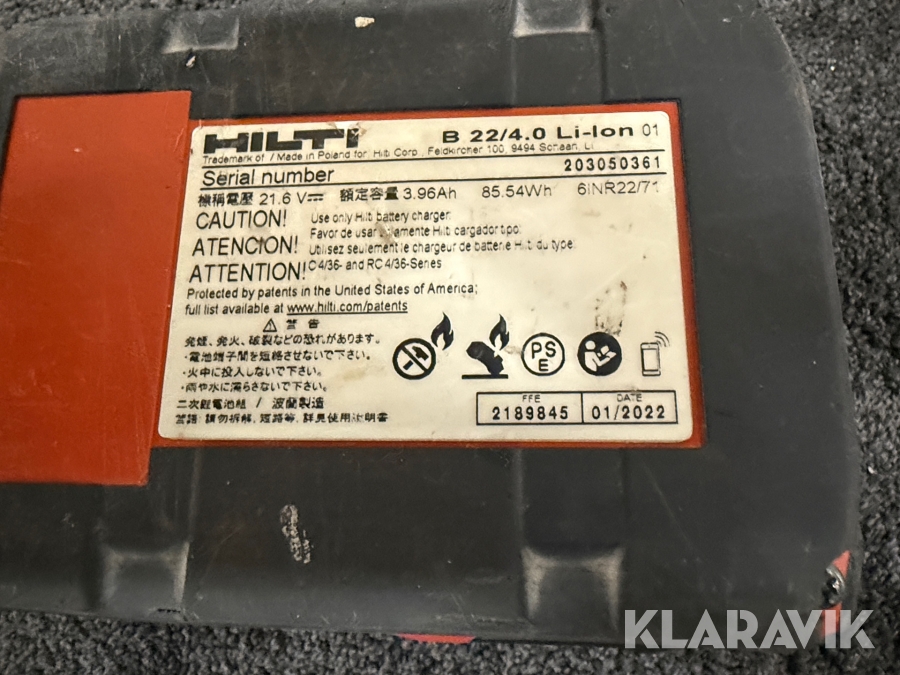 HILTI B 22/4.0 Li-Ion 01
Trademark of / Made in Poland for Hilti Corp., Feldkircher 100, 9494 Schaan, LI
Serial number 203050361
標稱電壓 21.6 V 額定容量 3.96Ah 85.54Wh 6INR22/71
CAUTION! Use only Hilti battery charger:
ATENCION! Favor de usar solamente Hilti cargador tipo:
ATTENTION! Utilisez seulement le chargeur de batterie Hilti du type:
C4/36- and RC4/36-Series
Protected by patents in the United States of America;
full list available at www.hilti.com/patents
警告
発煙、発火、破裂などの恐れがあります。
・電池端子間を短絡させないで下さい。
・火中に投入しないで下さい。
・雨や水に濡らさないで下さい。
二次鋰電池組 / 波蘭製造
警語: 請勿拆解, 短路等, 詳見使用說明書
PS
E
FFE DATE
2189845 01/2022
KLARAVIK